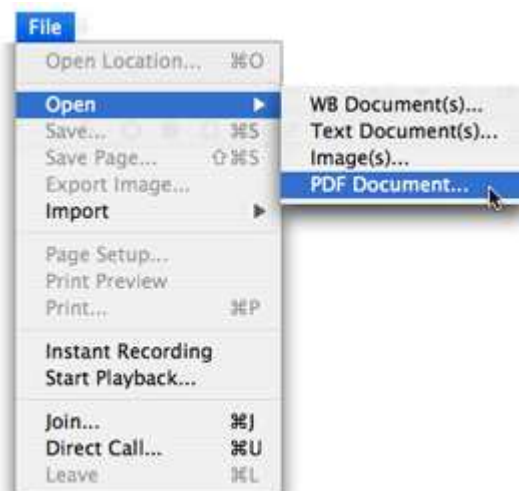 File
Open Location... ⌘O
Open
Save... ⌘S
Save Page... ⇧⌘S
Export Image...
Import
Page Setup...
Print Preview
Print... ⌘P
Instant Recording
Start Playback...
Join... ⌘J
Direct Call... ⌘U
Leave ⌘L
WB Document(s)...
Text Document(s)...
Image(s)...
PDF Document...